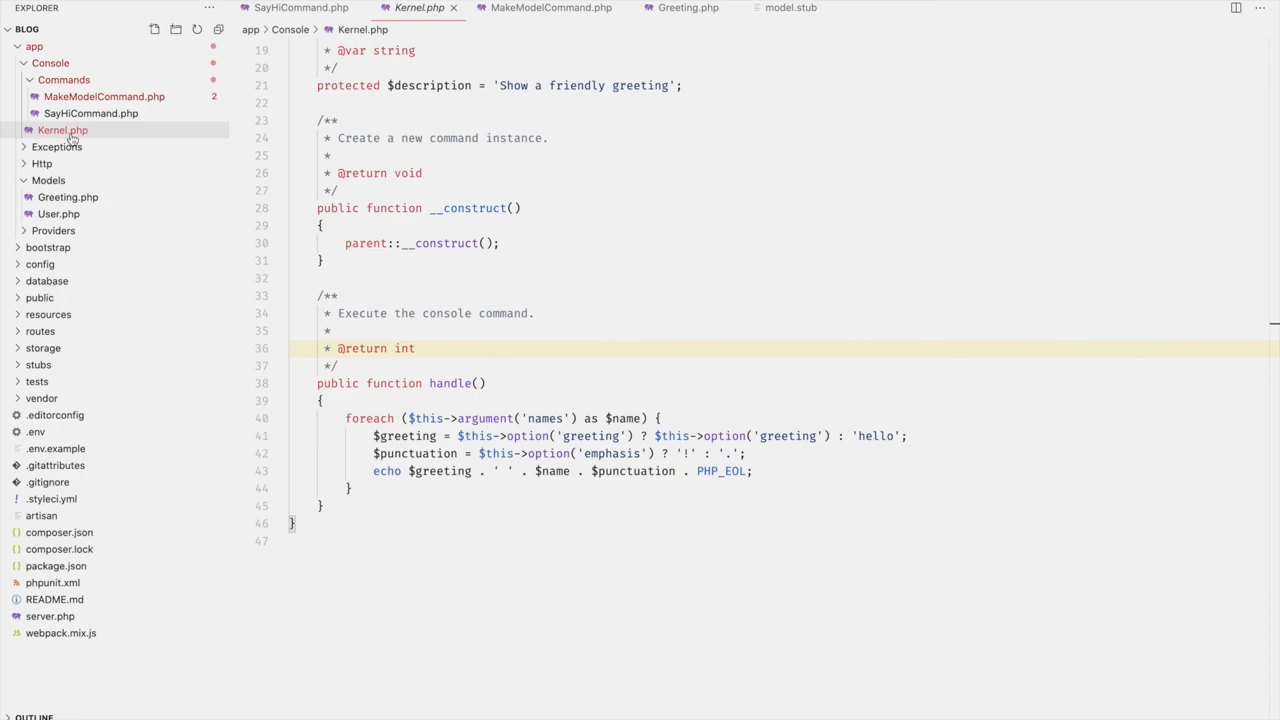 EXPLORER
BLOG
app
Console
Commands
MakeModelCommand.php 2
SayHiCommand.php
Kernel.php
Exceptions
Http
Models
Greeting.php
User.php
Providers
bootstrap
config
database
public
resources
routes
storage
stubs
tests
vendor
.editorconfig
.env
.env.example
.gitattributes
.gitignore
.styleci.yml
artisan
composer.json
composer.lock
package.json
phpunit.xml
README.md
server.php
webpack.mix.js
OUTLINE
SayHiCommand.php Kernel.php MakeModelCommand.php Greeting.php model.stub
app > Console > Kernel.php
19 * @var string
20 */
21 protected $description = 'Show a friendly greeting';
22
23 /**
24 * Create a new command instance.
25 *
26 * @return void
27 */
28 public function __construct()
29 {
30 parent::__construct();
31 }
32
33 /**
34 * Execute the console command.
35 *
36 * @return int
37 */
38 public function handle()
39 {
40 foreach ($this->argument('names') as $name) {
41 $greeting = $this->option('greeting') ? $this->option('greeting') : 'hello';
42 $punctuation = $this->option('emphasis') ? '!' : '.';
43 echo $greeting . ' ' . $name . $punctuation . PHP_EOL;
44 }
45 }
46 }
47